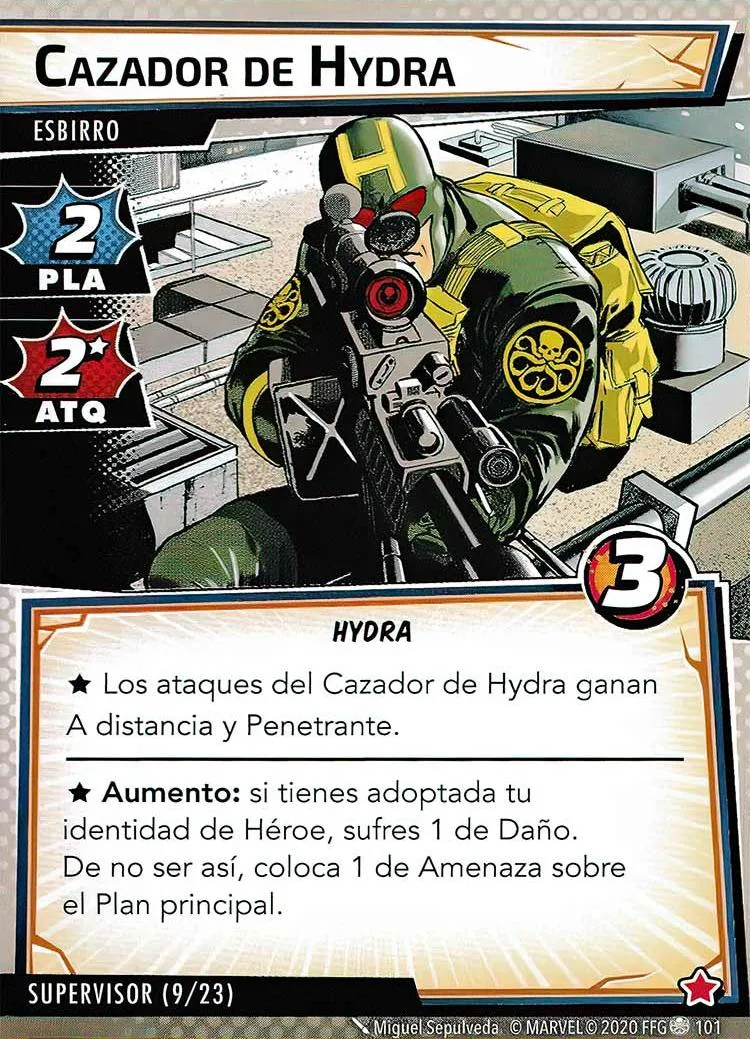 CAZADOR DE HYDRA
ESBIRRO
2
PLA
2★
ATQ
H
3
HYDRA
★ Los ataques del Cazador de Hydra ganan
A distancia y Penetrante.
★ Aumento: si tienes adoptada tu
identidad de Héroe, sufres 1 de Daño.
De no ser así, coloca 1 de Amenaza sobre
el Plan principal.
SUPERVISOR (9/23)
Miguel Sepulveda © MARVEL © 2020 FFG 101